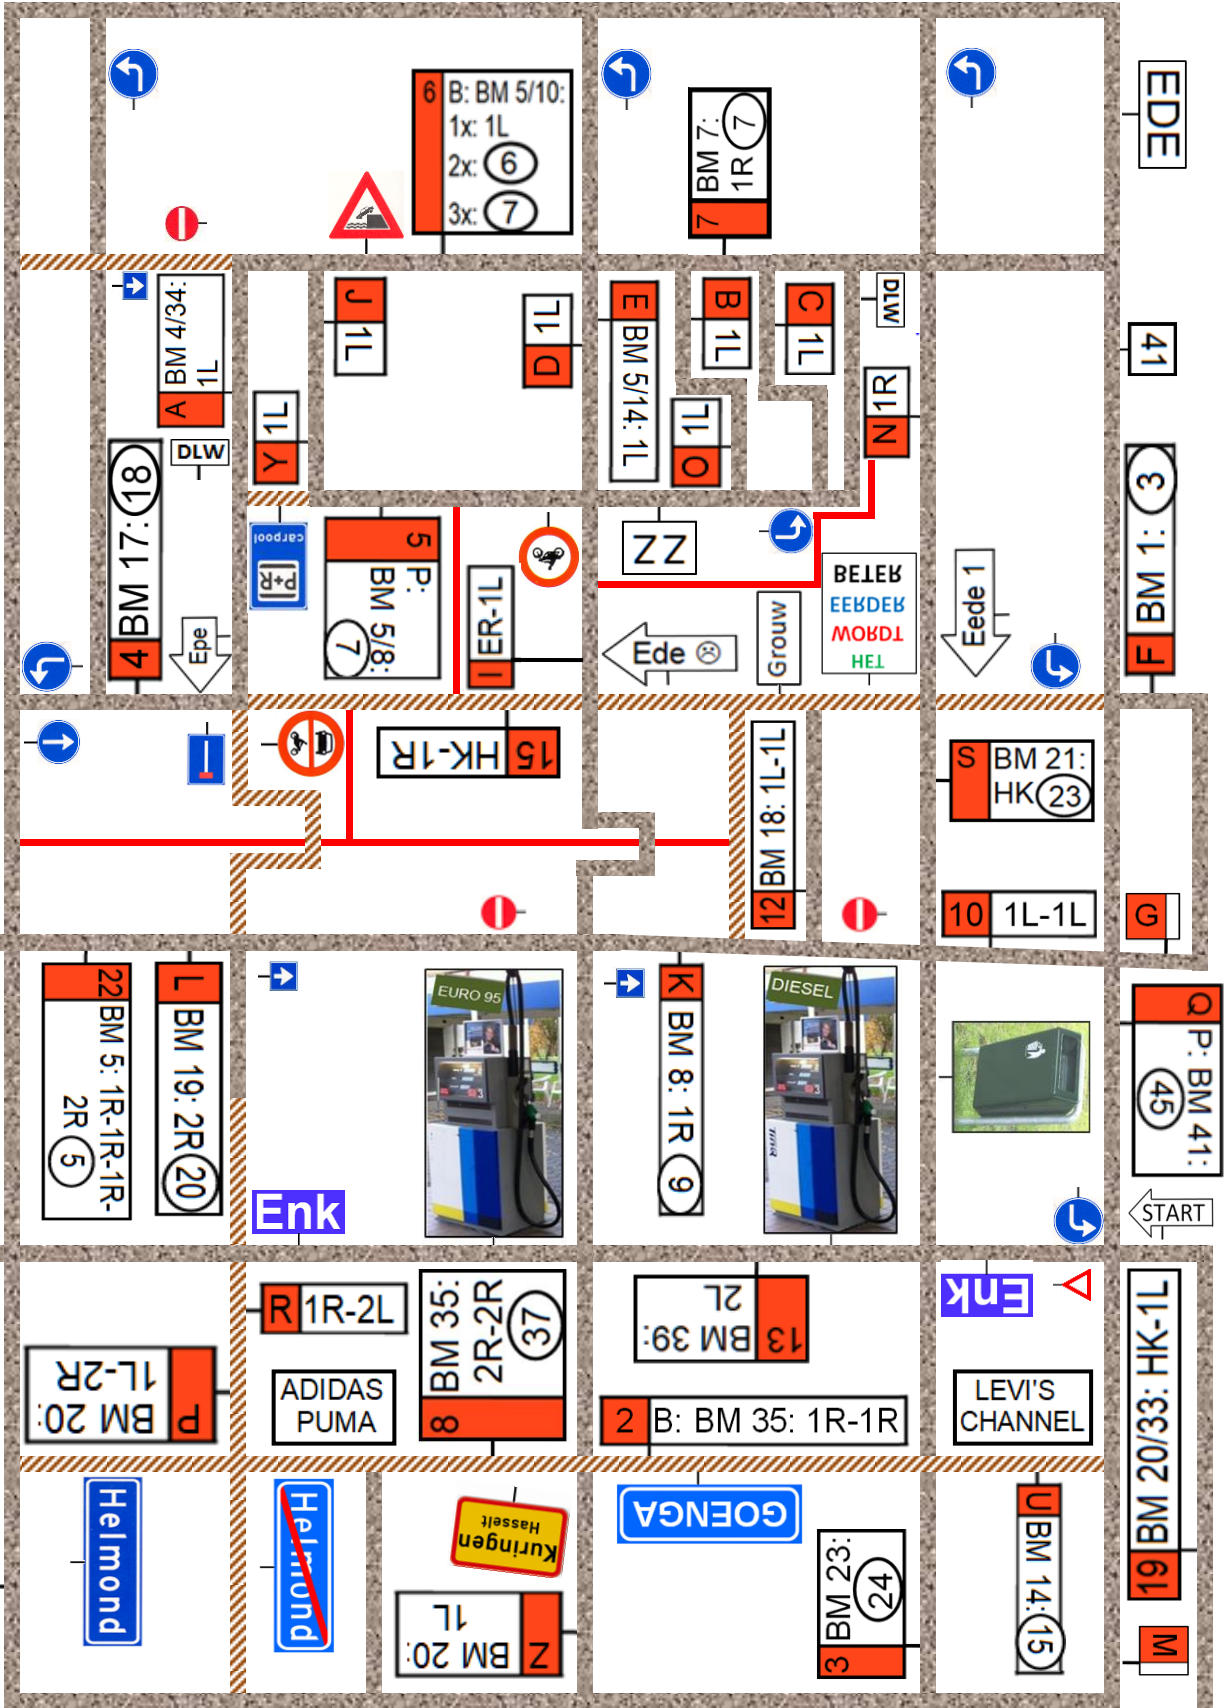 EDE
6
B: BM 5/10:
1x: 1L
2x: 6
3x: 7
7
BM 7:
1R 7
A
BM 4/34:
1L
J 1L
D 1L
E BM 5/14: 1L
B 1L
C 1L
DLW
41
Y 1L
O 1L
N 1R
4 BM 17: 18
DLW
Epe
carpool
P+R
5
P:
BM 5/8:
7
I ER-1L
ZZ
Ede
Grouw
HET
WORDT
EERDER
BETER
Eede 1
F BM 1: 3
15 HK-1R
12 BM 18: 1L-1L
S
BM 21:
HK 23
10 1L-1L
G
22 BM 5: 1R-1R-1R-
2R 5
L BM 19: 2R 20
EURO 95
K BM 8: 1R 9
DIESEL
Q P: BM 41:
45
Enk
START
P
BM 20:
1L-2R
R 1R-2L
ADIDAS
PUMA
8
BM 35:
2R-2R
37
13
BM 39:
2L
2 B: BM 35: 1R-1R
Enk
LEVI'S
CHANNEL
19 BM 20/33: HK-1L
Helmond
Helmond
Kuringen
Hasselt
Z
BM 20:
1L
GOENGA
3
BM 23:
24
U BM 14: 15
M